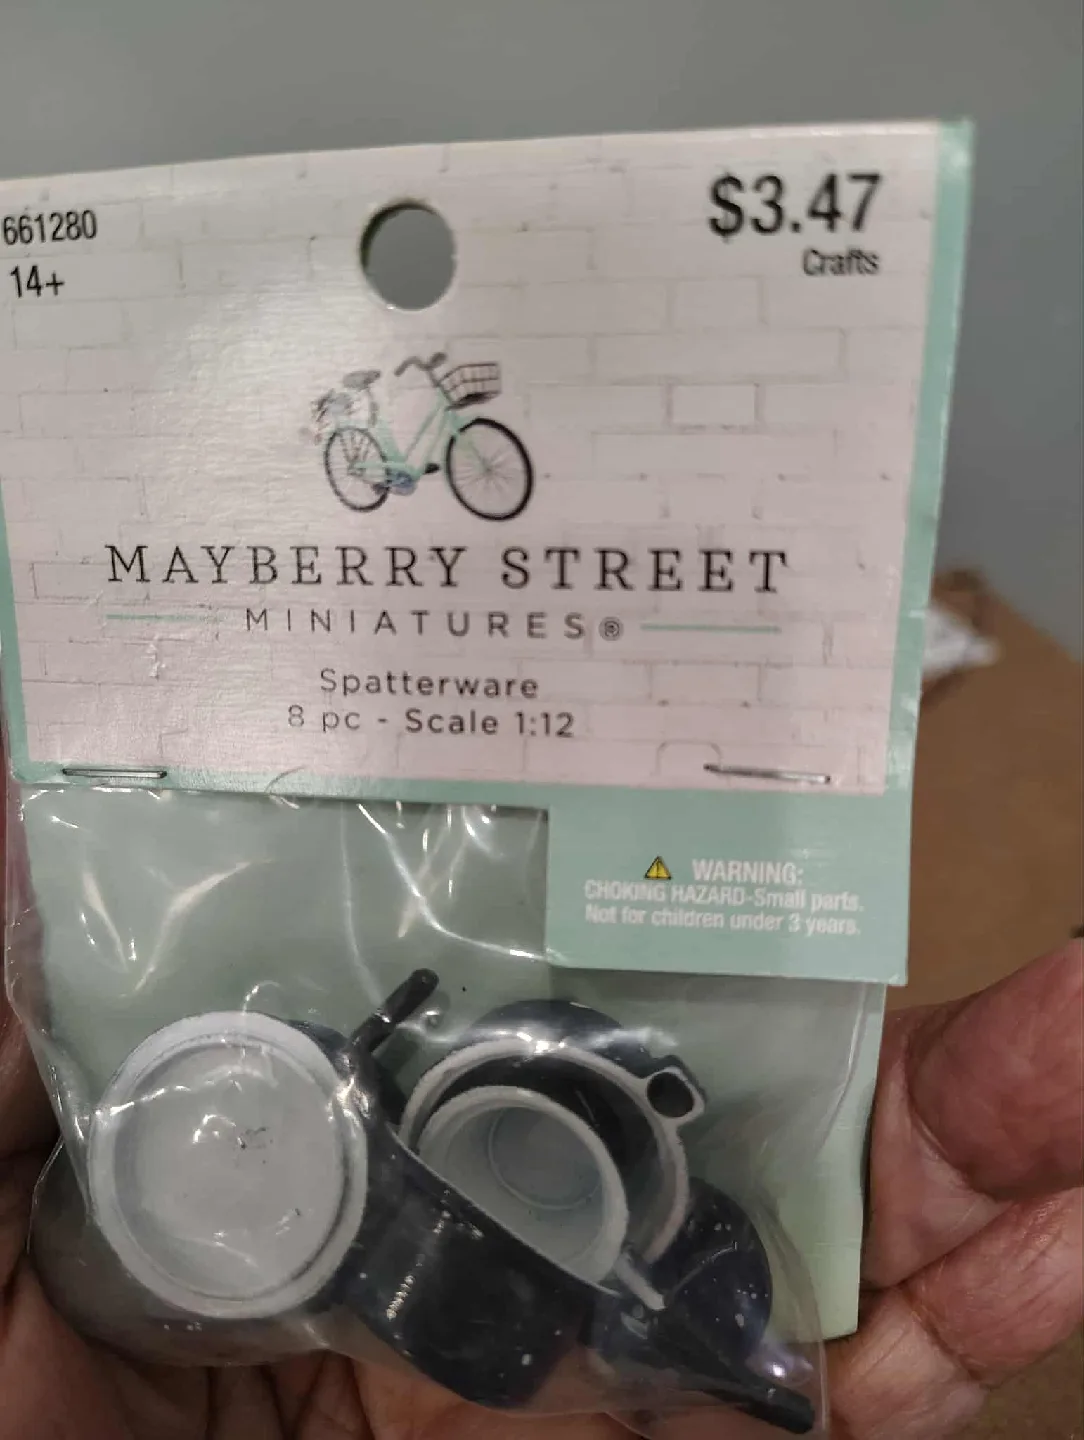 661280
14+
$3.47
Crafts
MAYBERRY STREET
MINIATURES®
Spatterware
8 pc - Scale 1:12
WARNING:
CHOKING HAZARD-Small parts.
Not for children under 3 years.